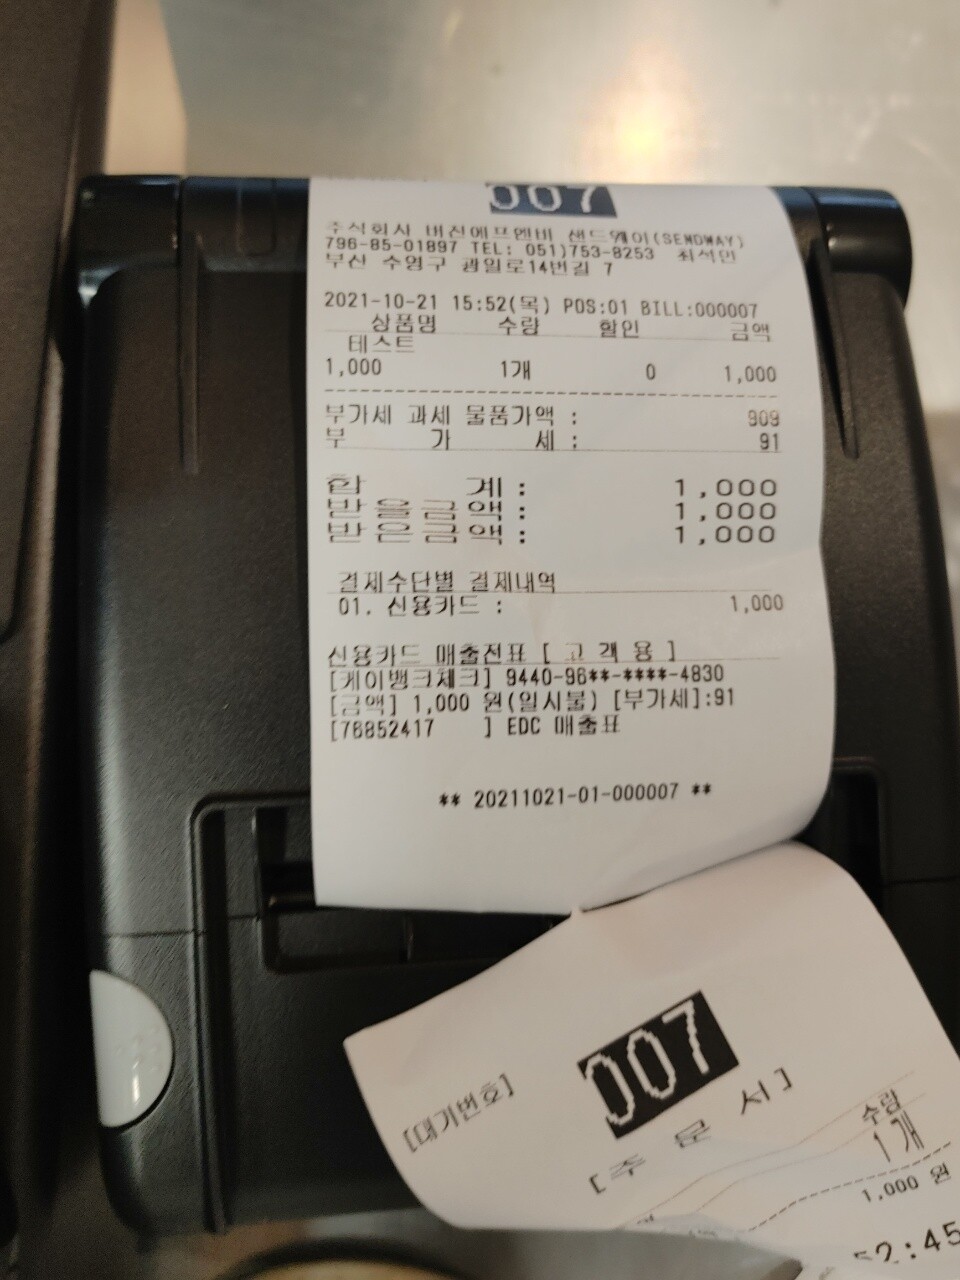 007
주식회사 버진에프앤비 샌드웨이(SENDWAY)
796-85-01897 TEL: 051)753-8253 최석민
부산 수영구 광일로14번길 7
2021-10-21 15:52(목) POS:01 BILL:000007
상품명 수량 할인 금액
테스트
1,000 1개 0 1,000
부가세 과세 물품가액 : 909
부 가 세 : 91
합 계 : 1,000
받을금액 : 1,000
받은금액 : 1,000
결제수단별 결제내역
01. 신용카드 : 1,000
신용카드 매출전표 [ 고 객 용 ]
[케이뱅크체크] 9440-96**-****-4830
[금액] 1,000 원(일시불) [부가세]:91
[76852417 ] EDC 매출표
** 20211021-01-000007 **
[대기번호] 007
[ 주 문 서 ]
수량
1개
1,000 원
52:45